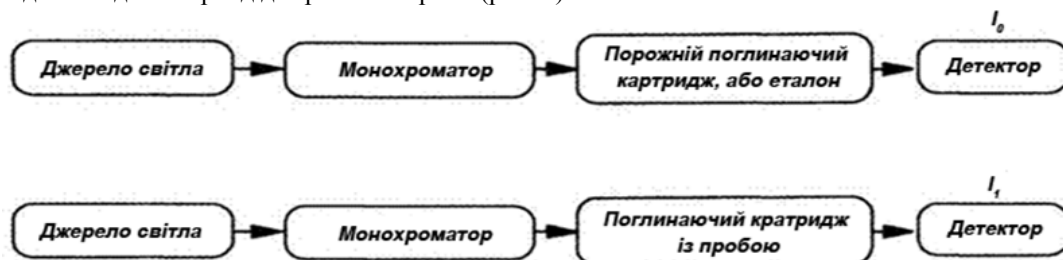 I₀
Джерело світла
Монохроматор
Порожній поглинаючий
картридж, або еталон
Детектор
I₁
Джерело світла
Монохроматор
Поглинаючий кратридж
із пробою
Детектор